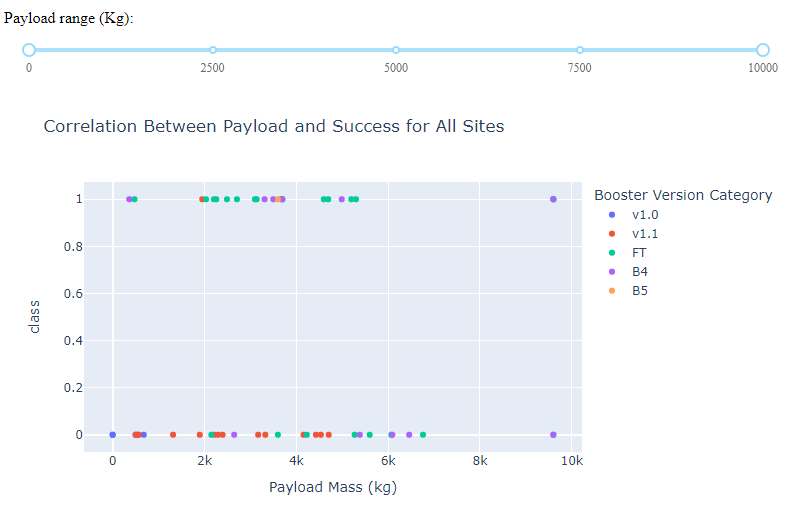 Payload range (Kg):
0 2500 5000 7500 10000
Correlation Between Payload and Success for All Sites
Booster Version Category
v1.0
v1.1
FT
B4
B5
1
0.8
0.6
0.4
0.2
0
class
0 2k 4k 6k 8k 10k
Payload Mass (kg)